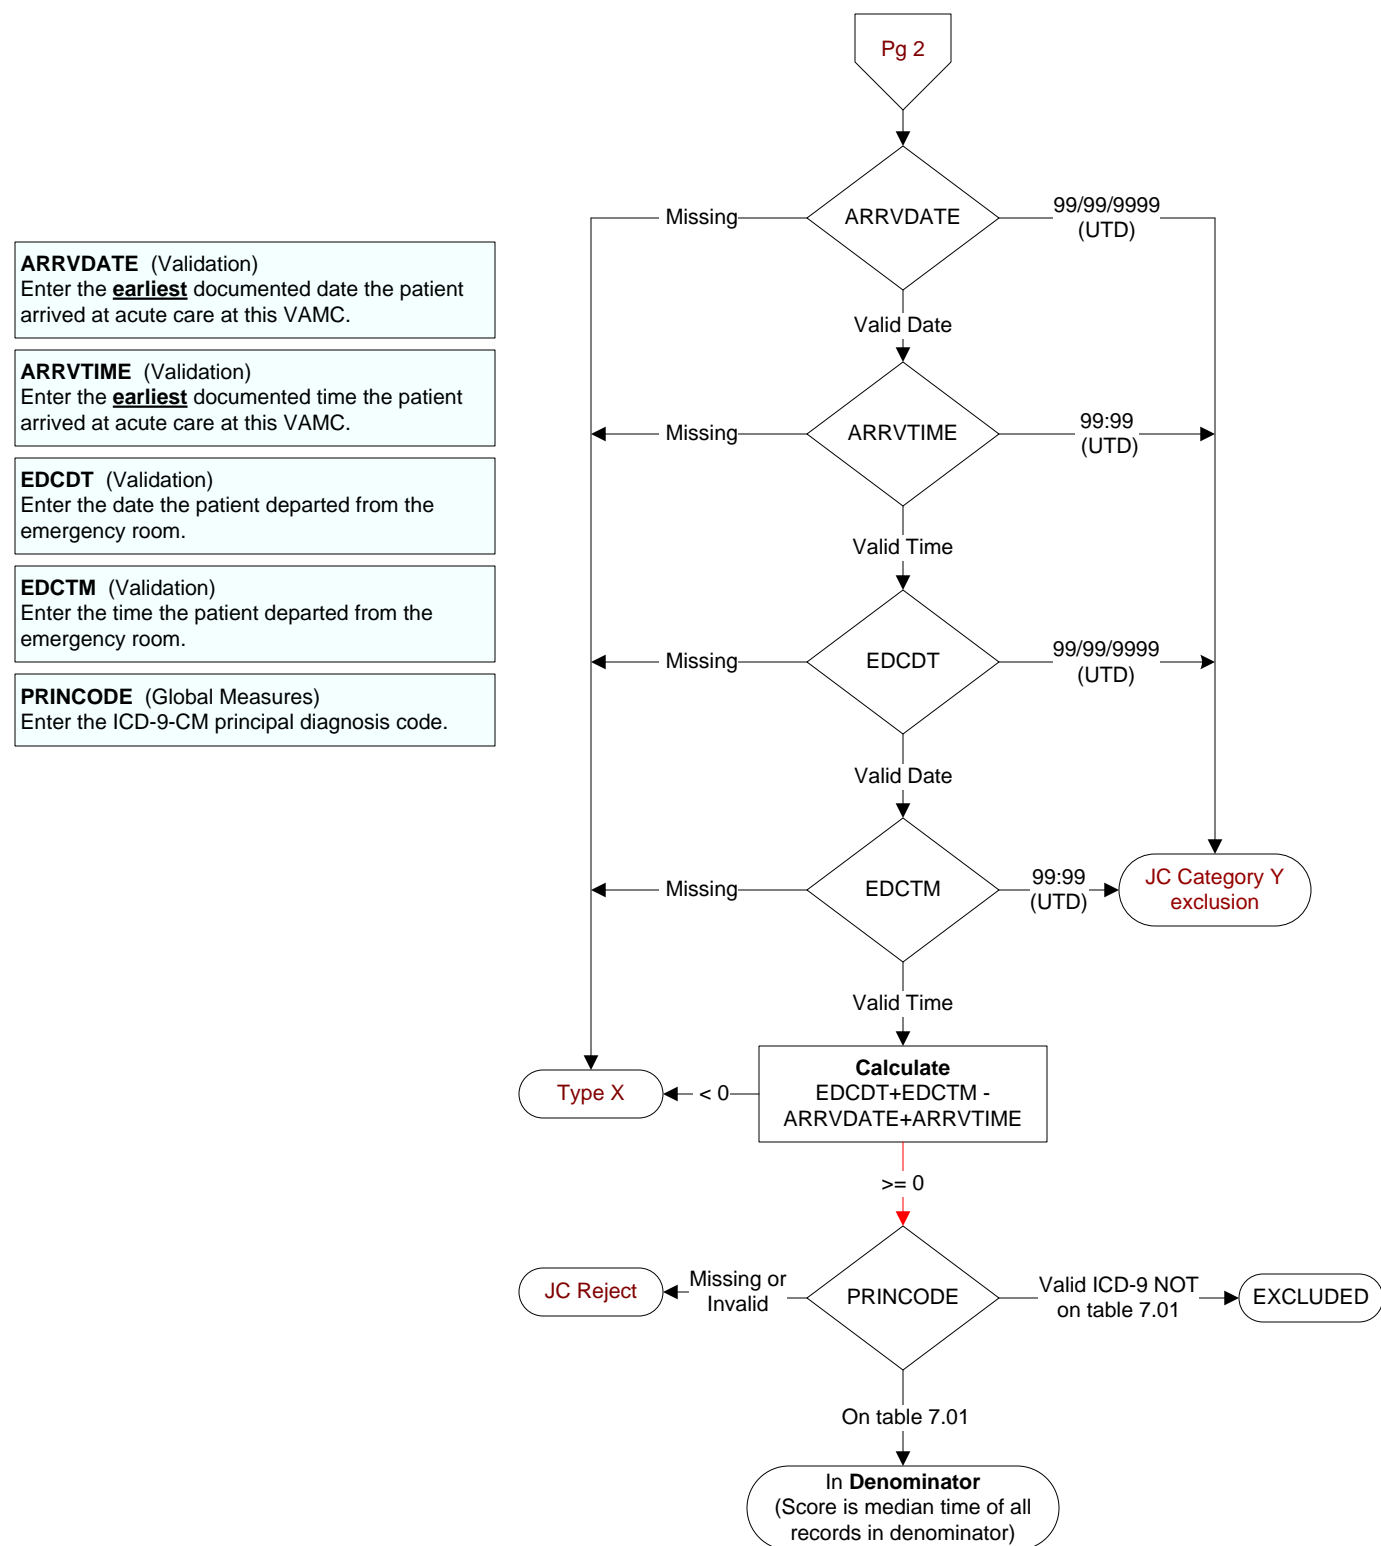 Pg 2
ARRVDATE
Missing
99/99/9999
(UTD)
ARRVDATE (Validation)
Enter the earliest documented date the patient
arrived at acute care at this VAMC.
Valid Date
ARRVTIME (Validation)
Enter the earliest documented time the patient
arrived at acute care at this VAMC.
ARRVTIME
Missing
99:99
(UTD)
EDCDT (Validation)
Enter the date the patient departed from the
emergency room.
Valid Time
EDCTM (Validation)
Enter the time the patient departed from the
emergency room.
EDCDT
Missing
99/99/9999
(UTD)
PRINCODE (Global Measures)
Enter the ICD-9-CM principal diagnosis code.
Valid Date
EDCTM
Missing
99:99
(UTD)
JC Category Y
exclusion
Valid Time
Calculate
EDCDT+EDCTM -
ARRVDATE+ARRVTIME
< 0
Type X
>= 0
PRINCODE
Missing or
Invalid
JC Reject
Valid ICD-9 NOT
on table 7.01
EXCLUDED
On table 7.01
In Denominator
(Score is median time of all
records in denominator)